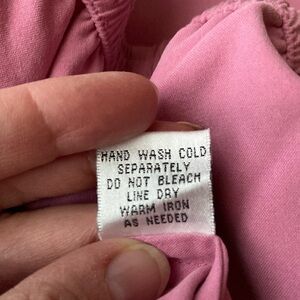 HAND WASH COLD
SEPARATELY
DO NOT BLEACH
LINE DRY
WARM IRON
AS NEEDED